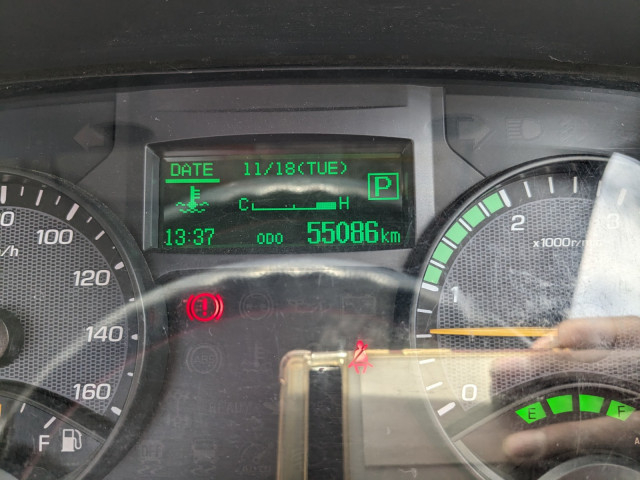 DATE 11/18(TUE)
P
C H
13:37 ODO 55086km
100
120
140
160
F
2
3
x1000r/min
1
0
E F